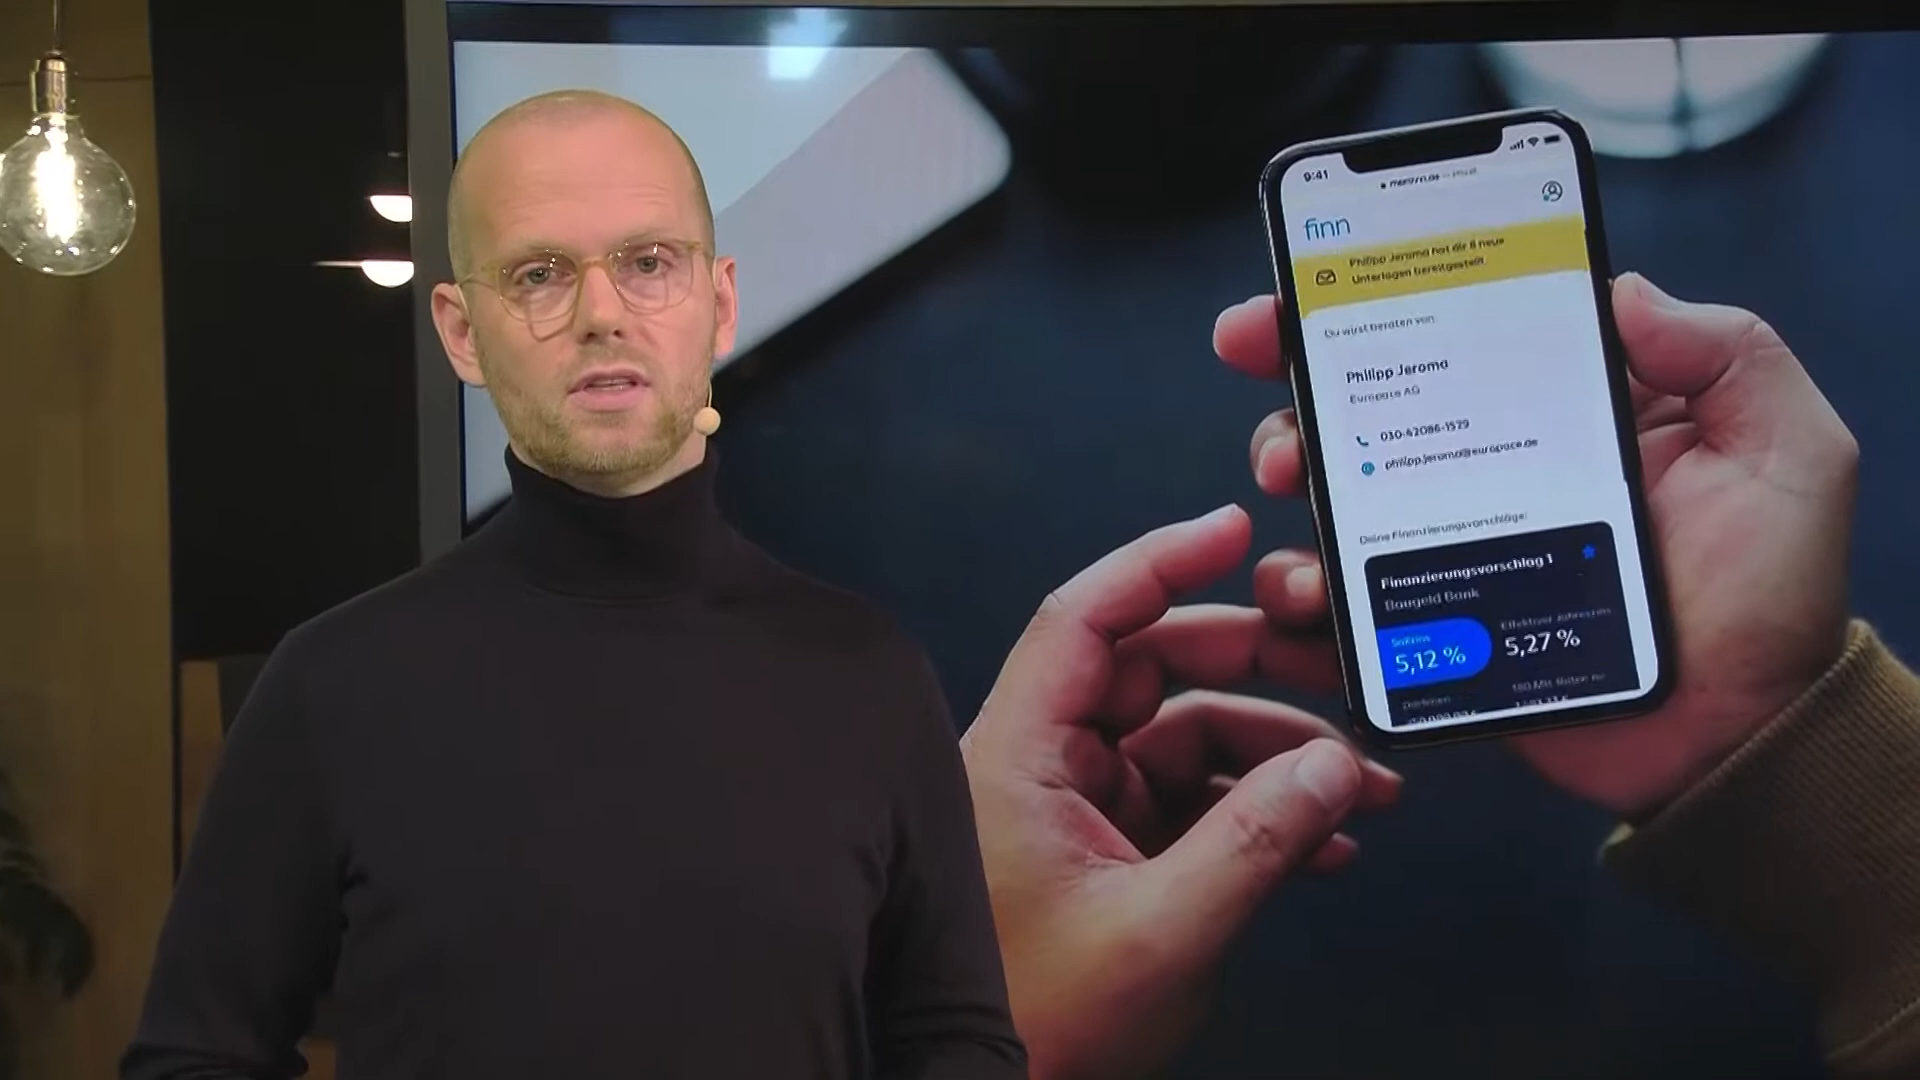 9:41
finn
Philipp Jeroma hat dir 8 neue
Unterlagen bereitgestellt
Du wirst beraten von:
Philipp Jeroma
Europace AG
030-42086-1529
philipp.jeroma@europace.de
Deine Finanzierungsvorschläge:
Finanzierungsvorschlag 1
Baugeld Bank
Sollzins
Effektiver Jahreszins
5,12 %
5,27 %
Darlehen